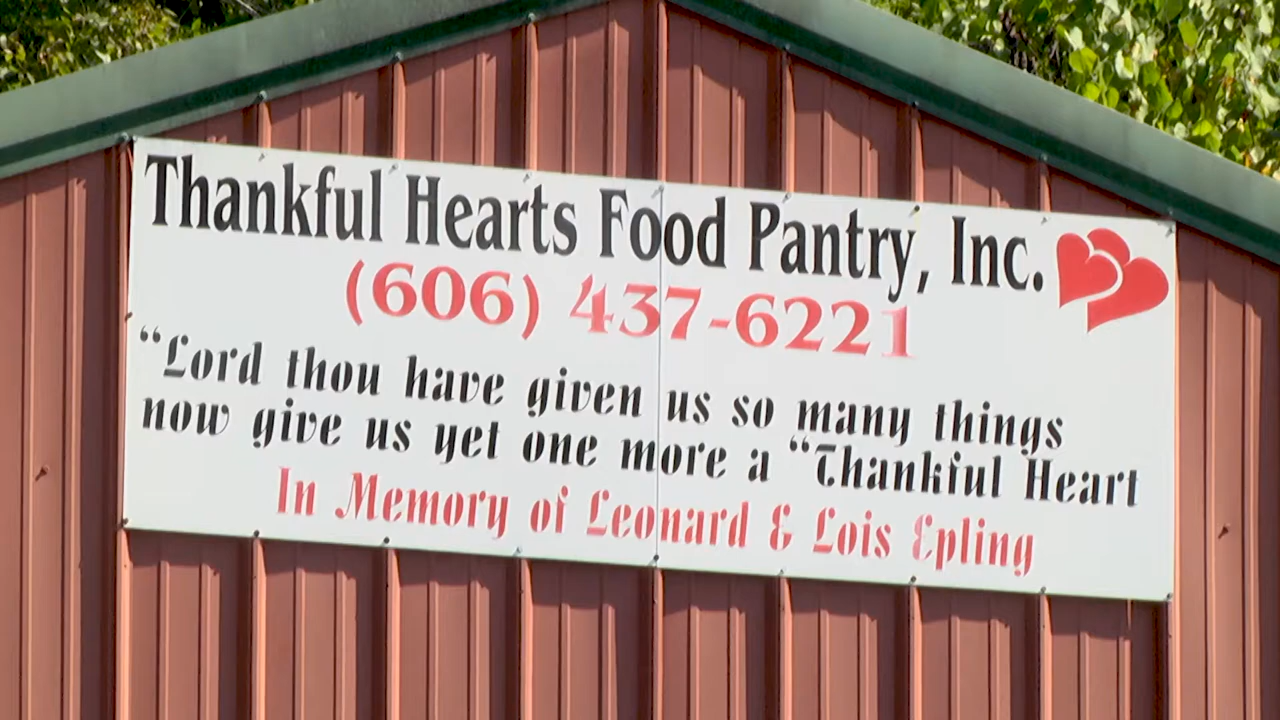 Thankful Hearts Food Pantry, Inc.
(606) 437-6221
“Lord thou have given us so many things
now give us yet one more a “Thankful Heart
In Memory of Leonard & Lois Epling